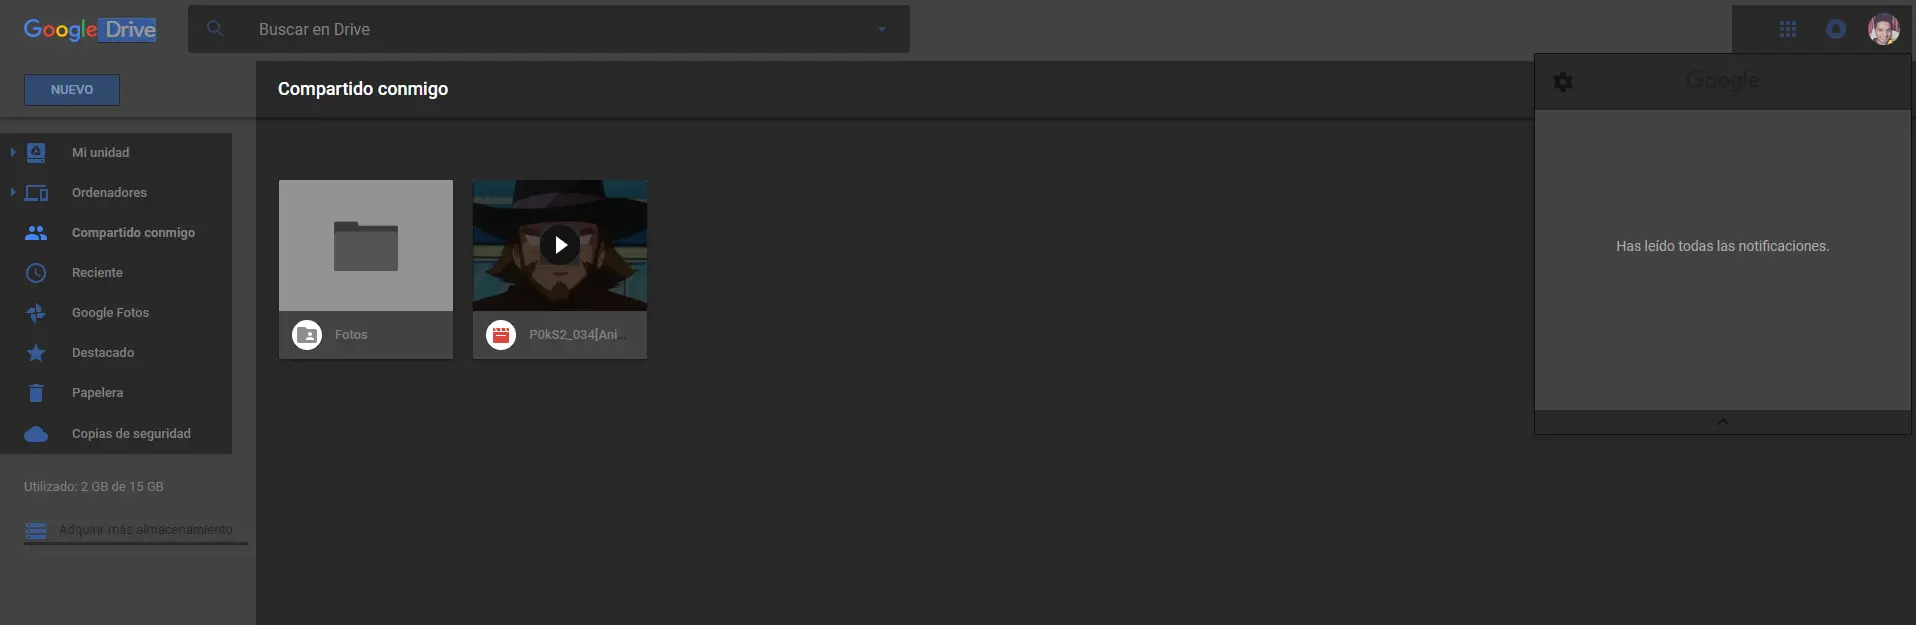 Google Drive
Buscar en Drive
NUEVO
Compartido conmigo
Google
Mi unidad
Ordenadores
Compartido conmigo
Reciente
Google Fotos
Destacado
Papelera
Copias de seguridad
Utilizado: 2 GB de 15 GB
Adquirir más almacenamiento
Fotos
P0kS2_034[Ani...
Has leído todas las notificaciones.